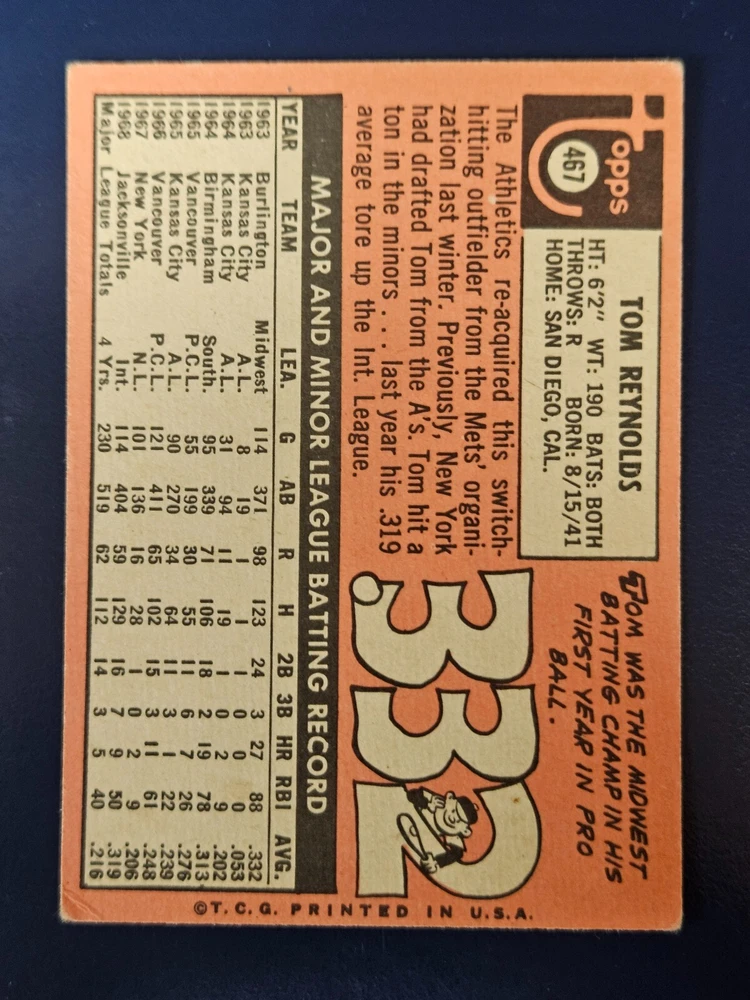 Topps
467
TOM REYNOLDS
HT: 6'2" WT: 190 BATS: BOTH
THROWS: R BORN: 8/15/41
HOME: SAN DIEGO, CAL.
TOM WAS THE MIDWEST
BATTING CHAMP IN HIS
FIRST YEAR IN PRO
BALL.
.332
The Athletics re-acquired this switch-
hitting outfielder from the Mets' organi-
zation last winter. Previously, New York
had drafted Tom from the A's. Tom hit a
ton in the minors . . . last year his .319
average tore up the Int. League.
MAJOR AND MINOR LEAGUE BATTING RECORD
YEAR TEAM LEA. G AB R H 2B 3B HR RBI AVG.
1963 Burlington Midwest 114 371 98 123 24 3 27 88 .332
1963 Kansas City A.L. 8 19 1 1 1 0 0 0 .053
1964 Kansas City A.L. 31 94 11 19 1 0 2 9 .202
1964 Birmingham South. 95 339 71 106 18 2 19 78 .313
1965 Vancouver P.C.L. 55 199 30 55 11 6 7 26 .276
1965 Kansas City A.L. 90 270 34 64 11 3 1 22 .239
1966 Vancouver P.C.L. 121 411 65 102 15 3 11 61 .248
1967 New York N.L. 101 136 16 28 1 0 2 9 .206
1968 Jacksonville Int. 114 404 59 129 16 7 9 50 .319
Major League Totals 4 Yrs. 230 519 62 112 14 3 5 40 .216
©T.C.G. PRINTED IN U.S.A.